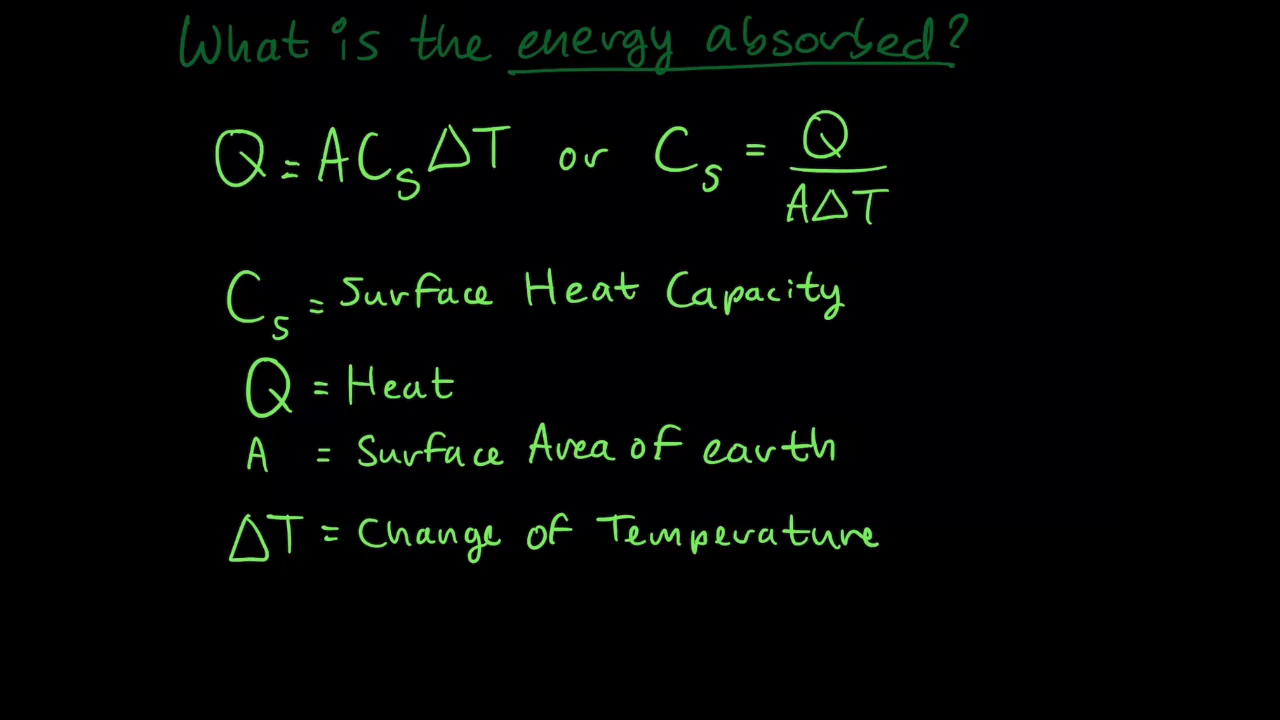 What is the energy absorbed?
Q = A C_s ΔT or C_s = Q / AΔT
C_s = Surface Heat Capacity
Q = Heat
A = Surface Area of earth
ΔT = Change of Temperature